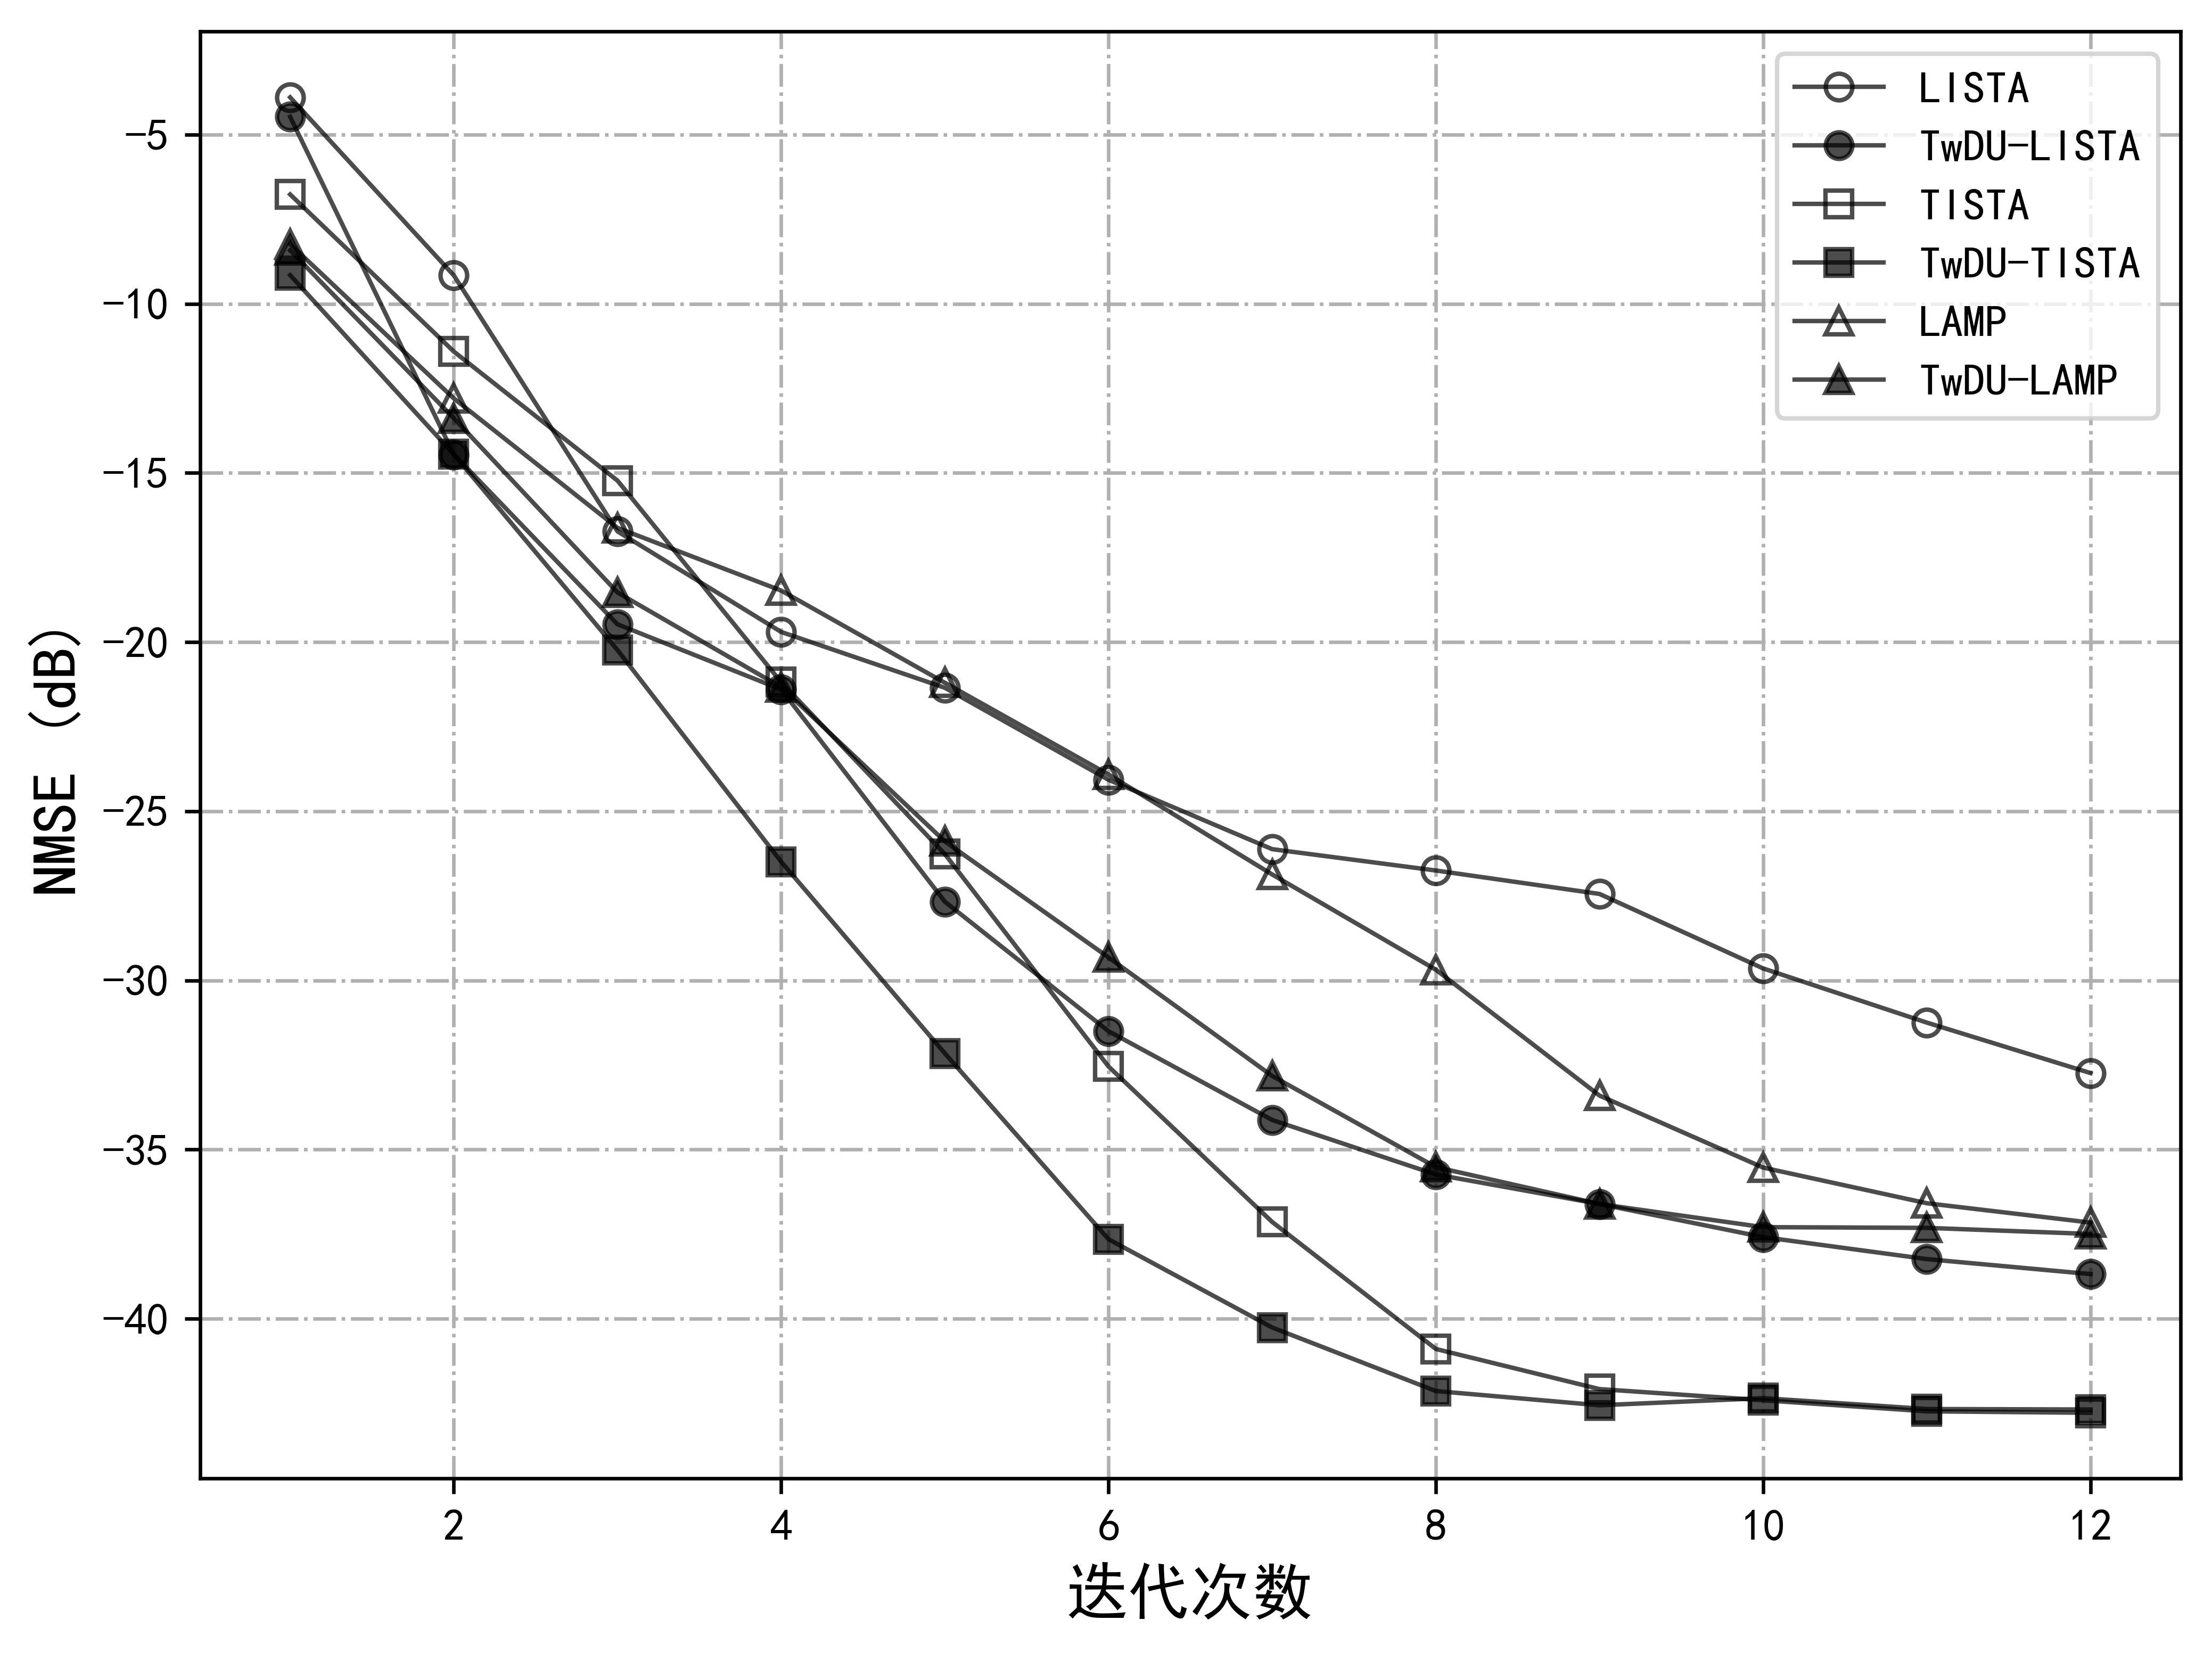 NMSE (dB)
−5
−10
−15
−20
−25
−30
−35
−40
LISTA
TwDU−LISTA
TISTA
TwDU−TISTA
LAMP
TwDU−LAMP
2 4 6 8 10 12
迭代次数